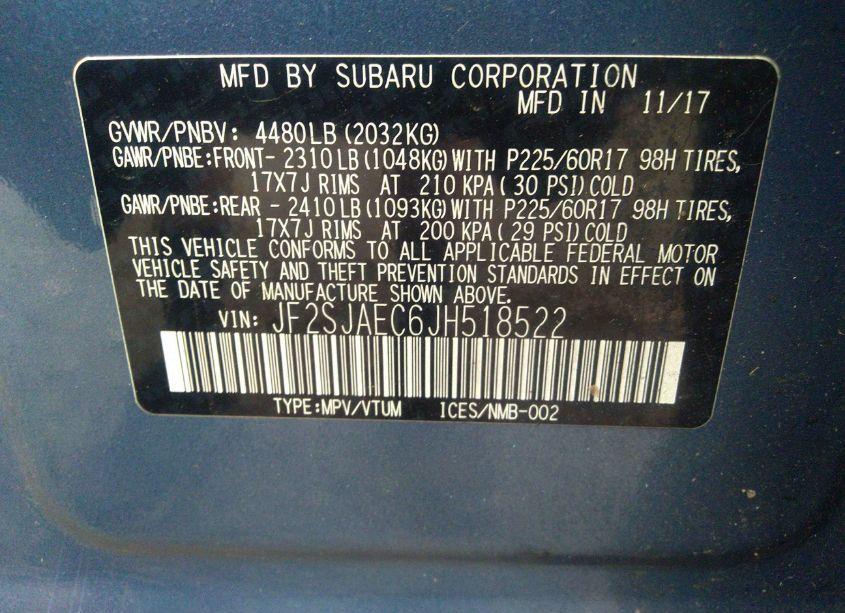 MFD BY SUBARU CORPORATION
MFD IN 11/17
GVWR/PNBV: 4480LB (2032KG)
GAWR/PNBE:FRONT- 2310LB (1048KG) WITH P225/60R17 98H TIRES,
17X7J RIMS AT 210 KPA ( 30 PSI) COLD
GAWR/PNBE:REAR - 2410LB (1093KG) WITH P225/60R17 98H TIRES,
17X7J RIMS AT 200 KPA ( 29 PSI) COLD
THIS VEHICLE CONFORMS TO ALL APPLICABLE FEDERAL MOTOR
VEHICLE SAFETY AND THEFT PREVENTION STANDARDS IN EFFECT ON
THE DATE OF MANUFACTURE SHOWN ABOVE.
VIN: JF2SJAEC6JH518522
TYPE:MPV/VTUM ICES/NMB-002